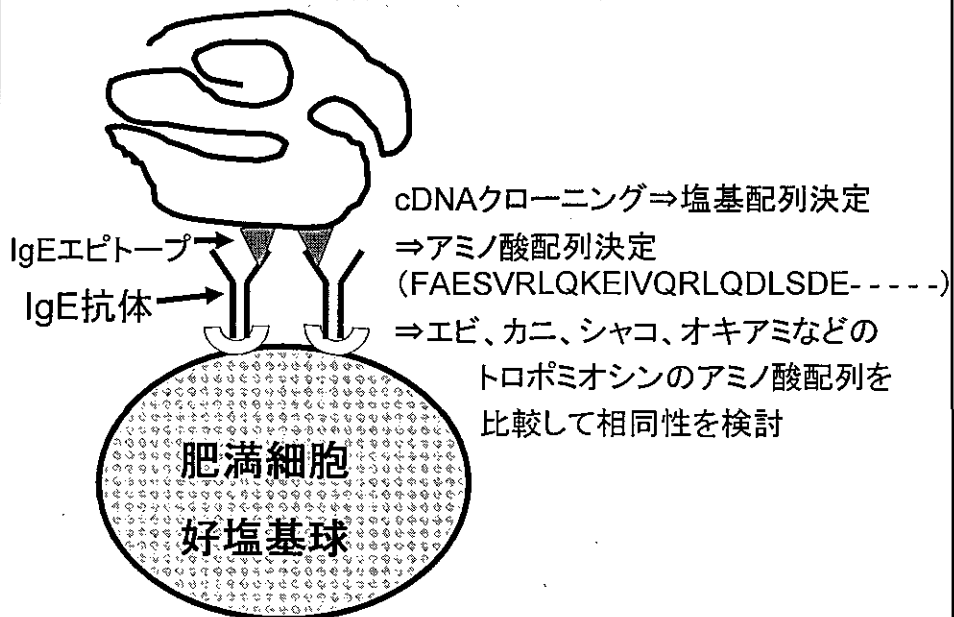 cDNAクローニング⇒塩基配列決定
IgEエピトープ
⇒アミノ酸配列決定
(FAESVRLQKEIVQRLQDLSDE-----)
IgE抗体
⇒エビ、カニ、シャコ、オキアミなどの
トロポミオシンのアミノ酸配列を
比較して相同性を検討
肥満細胞
好塩基球